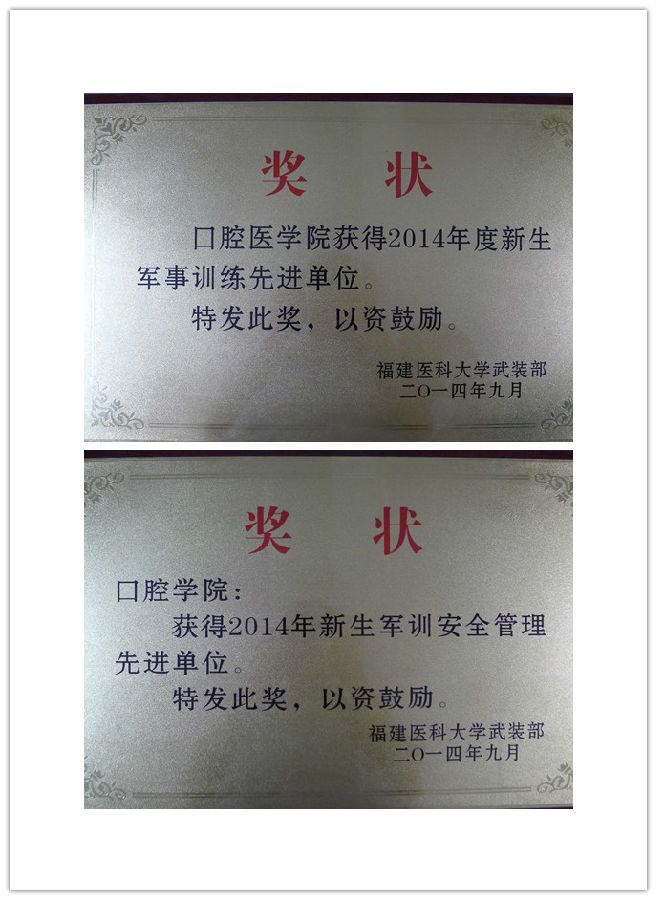 奖 状
口腔医学院获得2014年度新生
军事训练先进单位。
特发此奖，以资鼓励。
福建医科大学武装部
二〇一四年九月
奖 状
口腔学院：
获得2014年新生军训安全管理
先进单位。
特发此奖，以资鼓励。
福建医科大学武装部
二〇一四年九月